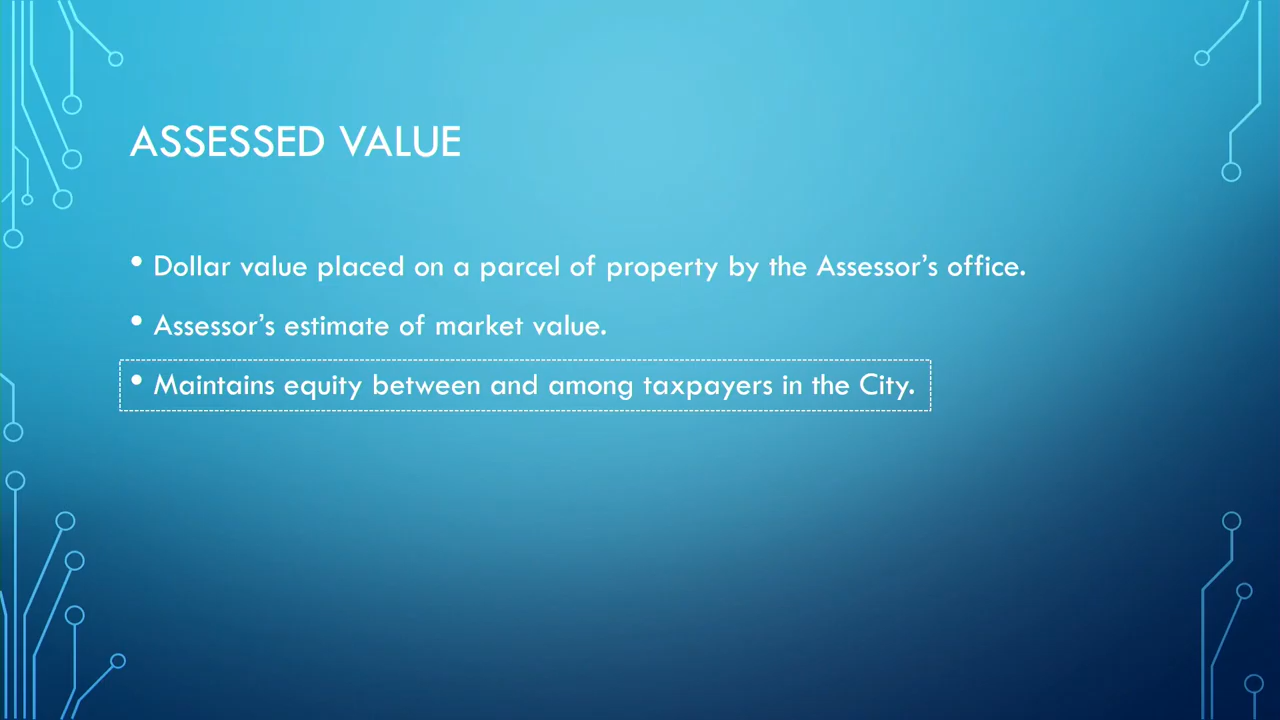 ASSESSED VALUE
• Dollar value placed on a parcel of property by the Assessor’s office.
• Assessor’s estimate of market value.
• Maintains equity between and among taxpayers in the City.